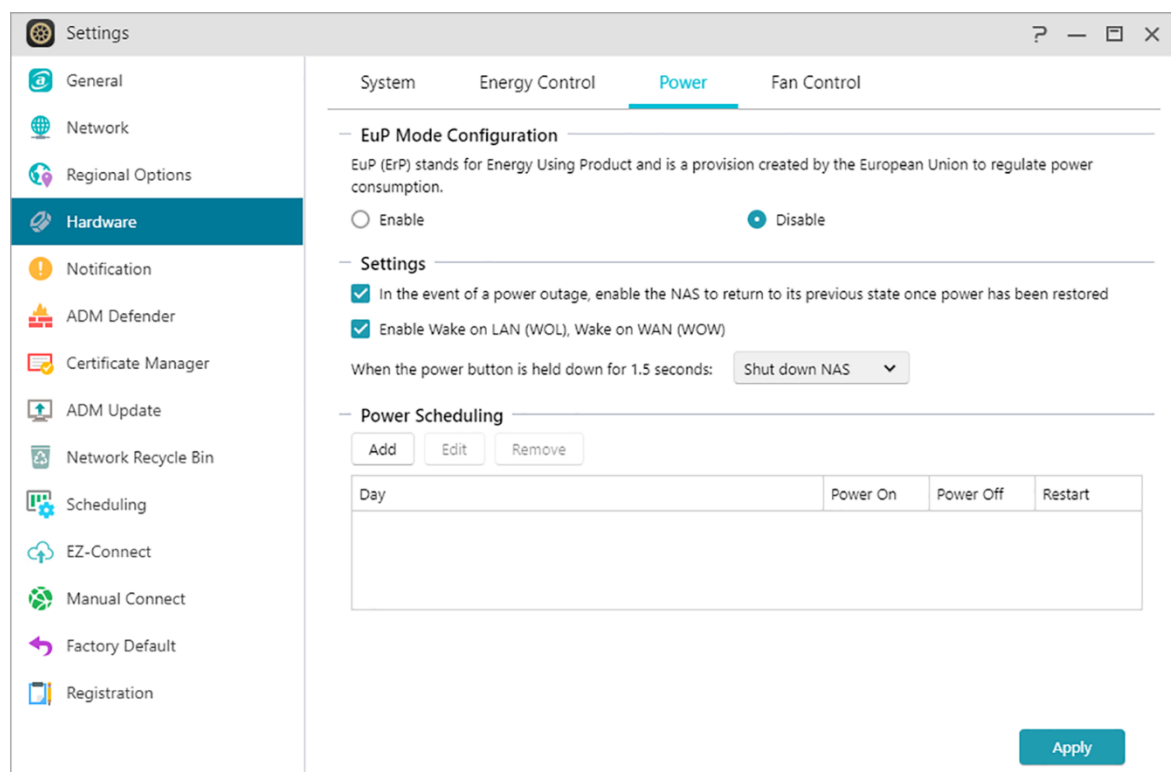 Settings
General
Network
Regional Options
Hardware
Notification
ADM Defender
Certificate Manager
ADM Update
Network Recycle Bin
Scheduling
EZ-Connect
Manual Connect
Factory Default
Registration
System Energy Control Power Fan Control
EuP Mode Configuration
EuP (ErP) stands for Energy Using Product and is a provision created by the European Union to regulate power
consumption.
Enable Disable
Settings
In the event of a power outage, enable the NAS to return to its previous state once power has been restored
Enable Wake on LAN (WOL), Wake on WAN (WOW)
When the power button is held down for 1.5 seconds: Shut down NAS
Power Scheduling
Add Edit Remove
Day Power On Power Off Restart
Apply